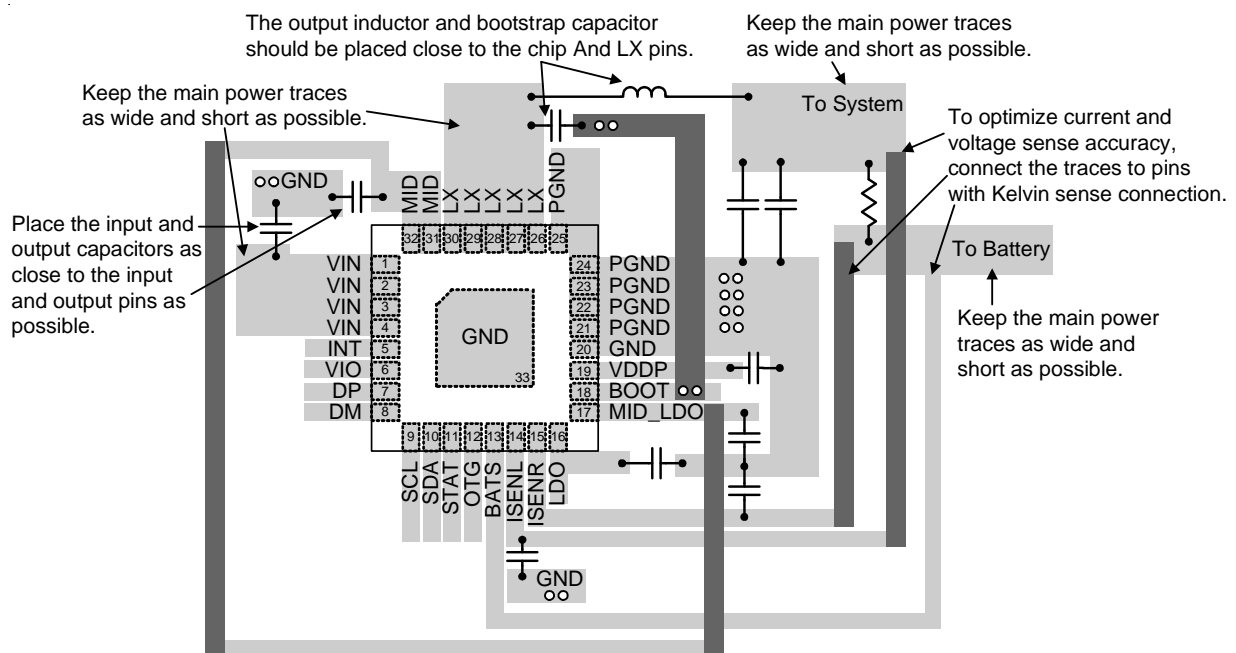 The output inductor and bootstrap capacitor
should be placed close to the chip And LX pins.
Keep the main power traces
as wide and short as possible.
Keep the main power traces
as wide and short as possible.
To System
To optimize current and
voltage sense accuracy,
connect the traces to pins
with Kelvin sense connection.
GND
Place the input and
output capacitors as
close to the input
and output pins as
possible.
To Battery
Keep the main power
traces as wide and
short as possible.
MID
MID
LX
LX
LX
LX
LX
PGND
32 31 30 29 28 27 26 25
VIN 1
VIN 2
VIN 3
VIN 4
INT 5
VIO 6
DP 7
DM 8
GND
33
24 PGND
23 PGND
22 PGND
21 PGND
20 GND
19 VDDP
18 BOOT
17 MID_LDO
9 10 11 12 13 14 15 16
SCL
SDA
STAT
OTG
BATS
ISENL
ISENR
LDO
GND